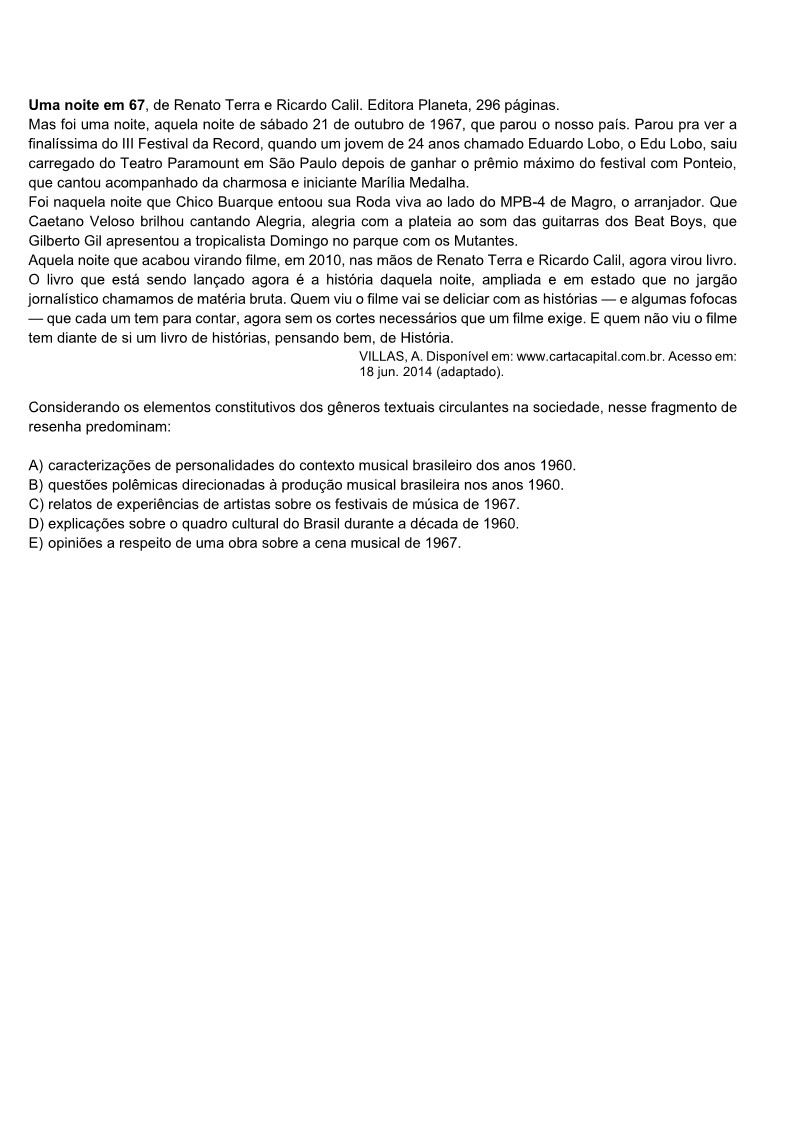 Uma noite em 67, de Renato Terra e Ricardo Calil. Editora Planeta, 296 páginas.
Mas foi uma noite, aquela noite de sábado 21 de outubro de 1967, que parou o nosso país. Parou pra ver a
finalíssima do III Festival da Record, quando um jovem de 24 anos chamado Eduardo Lobo, o Edu Lobo, saiu
carregado do Teatro Paramount em São Paulo depois de ganhar o prêmio máximo do festival com Ponteio,
que cantou acompanhado da charmosa e iniciante Marília Medalha.
Foi naquela noite que Chico Buarque entoou sua Roda viva ao lado do MPB-4 de Magro, o arranjador. Que
Caetano Veloso brilhou cantando Alegria, alegria com a plateia ao som das guitarras dos Beat Boys, que
Gilberto Gil apresentou a tropicalista Domingo no parque com os Mutantes.
Aquela noite que acabou virando filme, em 2010, nas mãos de Renato Terra e Ricardo Calil, agora virou livro.
O livro que está sendo lançado agora é a história daquela noite, ampliada e em estado que no jargão
jornalístico chamamos de matéria bruta. Quem viu o filme vai se deliciar com as histórias — e algumas fofocas
— que cada um tem para contar, agora sem os cortes necessários que um filme exige. E quem não viu o filme
tem diante de si um livro de histórias, pensando bem, de História.
VILLAS, A. Disponível em: www.cartacapital.com.br. Acesso em:
18 jun. 2014 (adaptado).
Considerando os elementos constitutivos dos gêneros textuais circulantes na sociedade, nesse fragmento de
resenha predominam:
A) caracterizações de personalidades do contexto musical brasileiro dos anos 1960.
B) questões polêmicas direcionadas à produção musical brasileira nos anos 1960.
C) relatos de experiências de artistas sobre os festivais de música de 1967.
D) explicações sobre o quadro cultural do Brasil durante a década de 1960.
E) opiniões a respeito de uma obra sobre a cena musical de 1967.